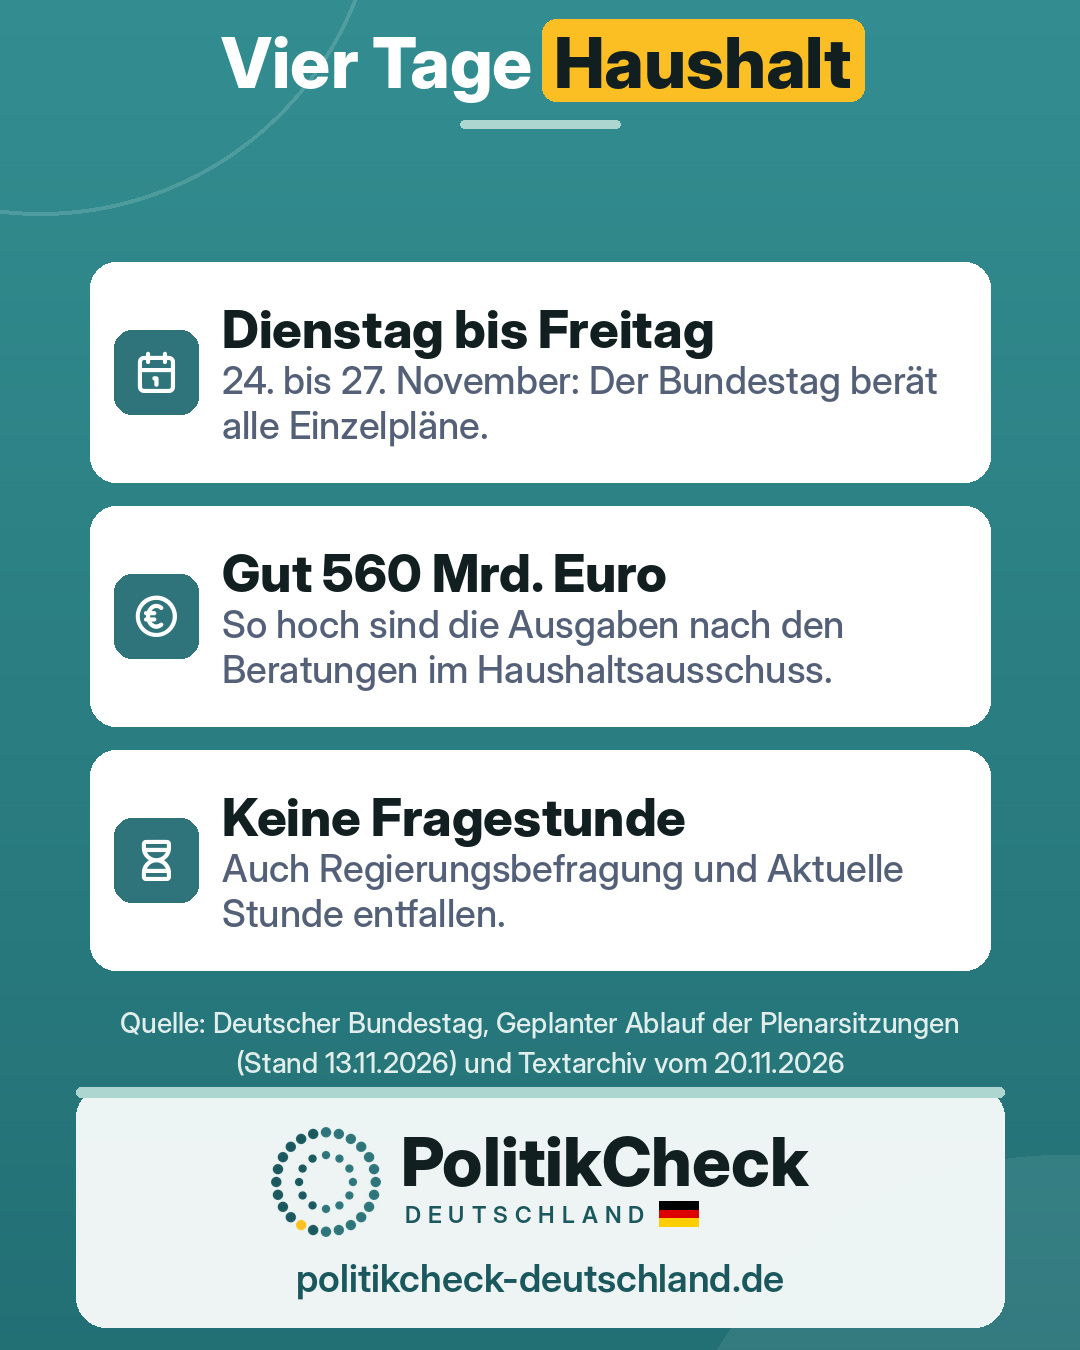 Vier Tage Haushalt
Dienstag bis Freitag
24. bis 27. November: Der Bundestag berät
alle Einzelpläne.
Gut 560 Mrd. Euro
So hoch sind die Ausgaben nach den
Beratungen im Haushaltsausschuss.
Keine Fragestunde
Auch Regierungsbefragung und Aktuelle
Stunde entfallen.
Quelle: Deutscher Bundestag, Geplanter Ablauf der Plenarsitzungen
(Stand 13.11.2026) und Textarchiv vom 20.11.2026
PolitikCheck
DEUTSCHLAND
politikcheck-deutschland.de